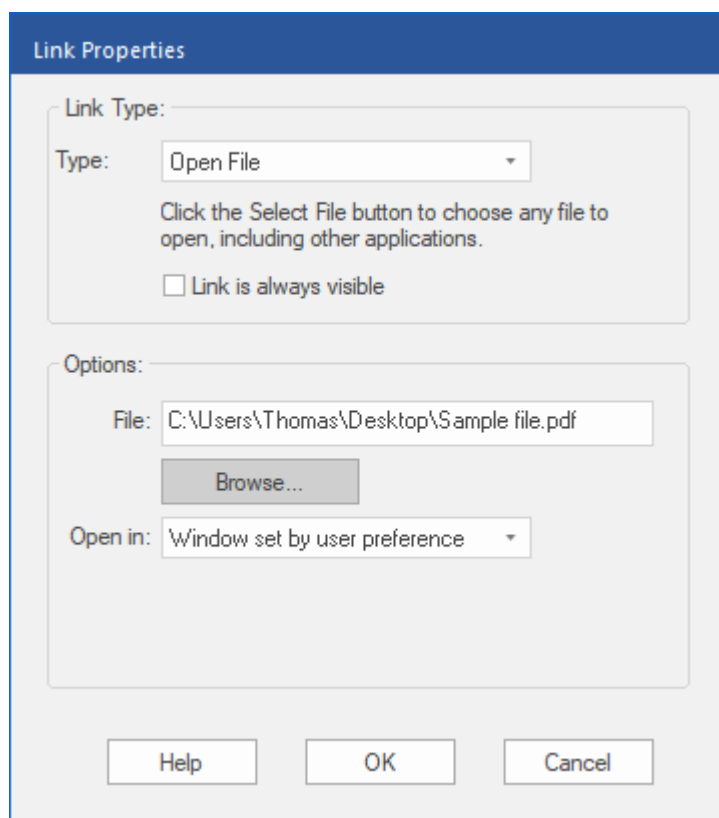 Link Properties
Link Type:
Type: Open File
Click the Select File button to choose any file to
open, including other applications.
Link is always visible
Options:
File: C:\Users\Thomas\Desktop\Sample file.pdf
Browse...
Open in: Window set by user preference
Help OK Cancel